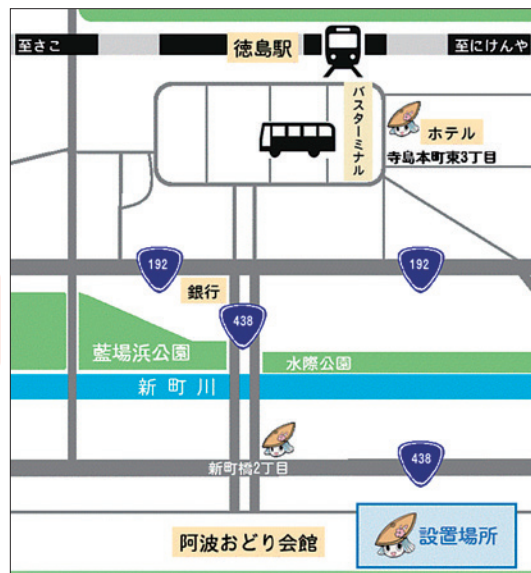 至さこ
徳島駅
至にけんや
バスターミナル
ホテル
寺島本町東3丁目
192
192
銀行
438
藍場浜公園
水際公園
新町川
新町橋2丁目
438
阿波おどり会館
設置場所